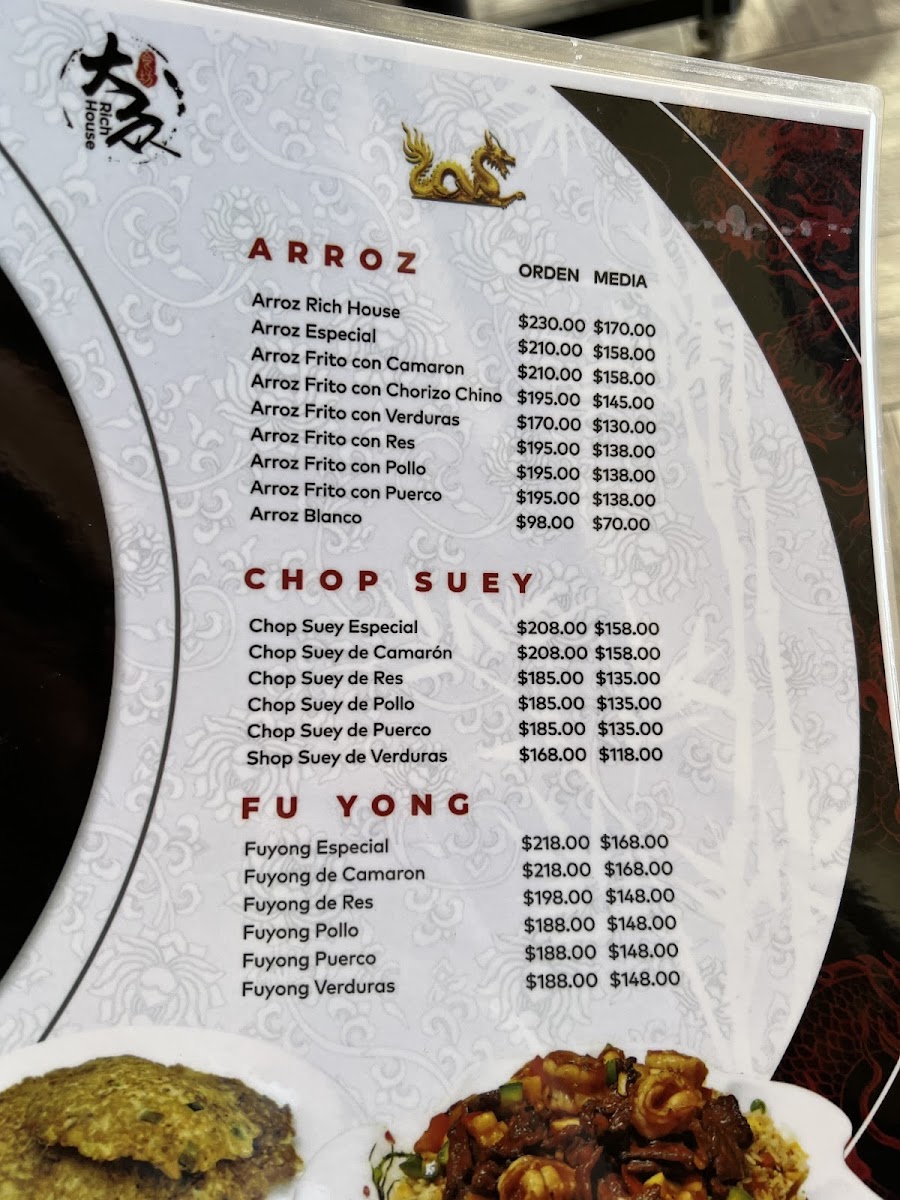 大
Rich
House
ARROZ
ORDEN MEDIA
Arroz Rich House $230.00 $170.00
Arroz Especial $210.00 $158.00
Arroz Frito con Camaron $210.00 $158.00
Arroz Frito con Chorizo Chino $195.00 $145.00
Arroz Frito con Verduras $170.00 $130.00
Arroz Frito con Res $195.00 $138.00
Arroz Frito con Pollo $195.00 $138.00
Arroz Frito con Puerco $195.00 $138.00
Arroz Blanco $98.00 $70.00
CHOP SUEY
Chop Suey Especial $208.00 $158.00
Chop Suey de Camarón $208.00 $158.00
Chop Suey de Res $185.00 $135.00
Chop Suey de Pollo $185.00 $135.00
Chop Suey de Puerco $185.00 $135.00
Shop Suey de Verduras $168.00 $118.00
FU YONG
Fuyong Especial $218.00 $168.00
Fuyong de Camaron $218.00 $168.00
Fuyong de Res $198.00 $148.00
Fuyong Pollo $188.00 $148.00
Fuyong Puerco $188.00 $148.00
Fuyong Verduras $188.00 $148.00